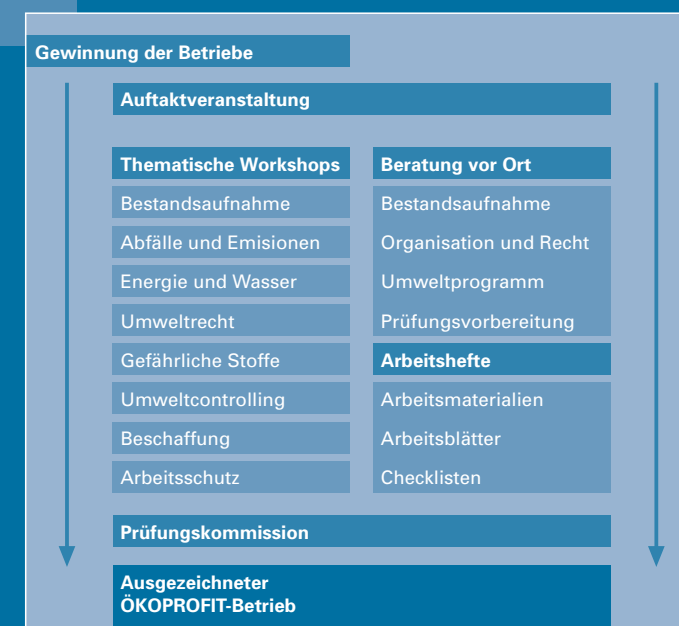 Gewinnung der Betriebe
Auftaktveranstaltung
Thematische Workshops
Bestandsaufnahme
Abfälle und Emisionen
Energie und Wasser
Umweltrecht
Gefährliche Stoffe
Umweltcontrolling
Beschaffung
Arbeitsschutz
Beratung vor Ort
Bestandsaufnahme
Organisation und Recht
Umweltprogramm
Prüfungsvorbereitung
Arbeitshefte
Arbeitsmaterialien
Arbeitsblätter
Checklisten
Prüfungskommission
Ausgezeichneter
ÖKOPROFIT-Betrieb